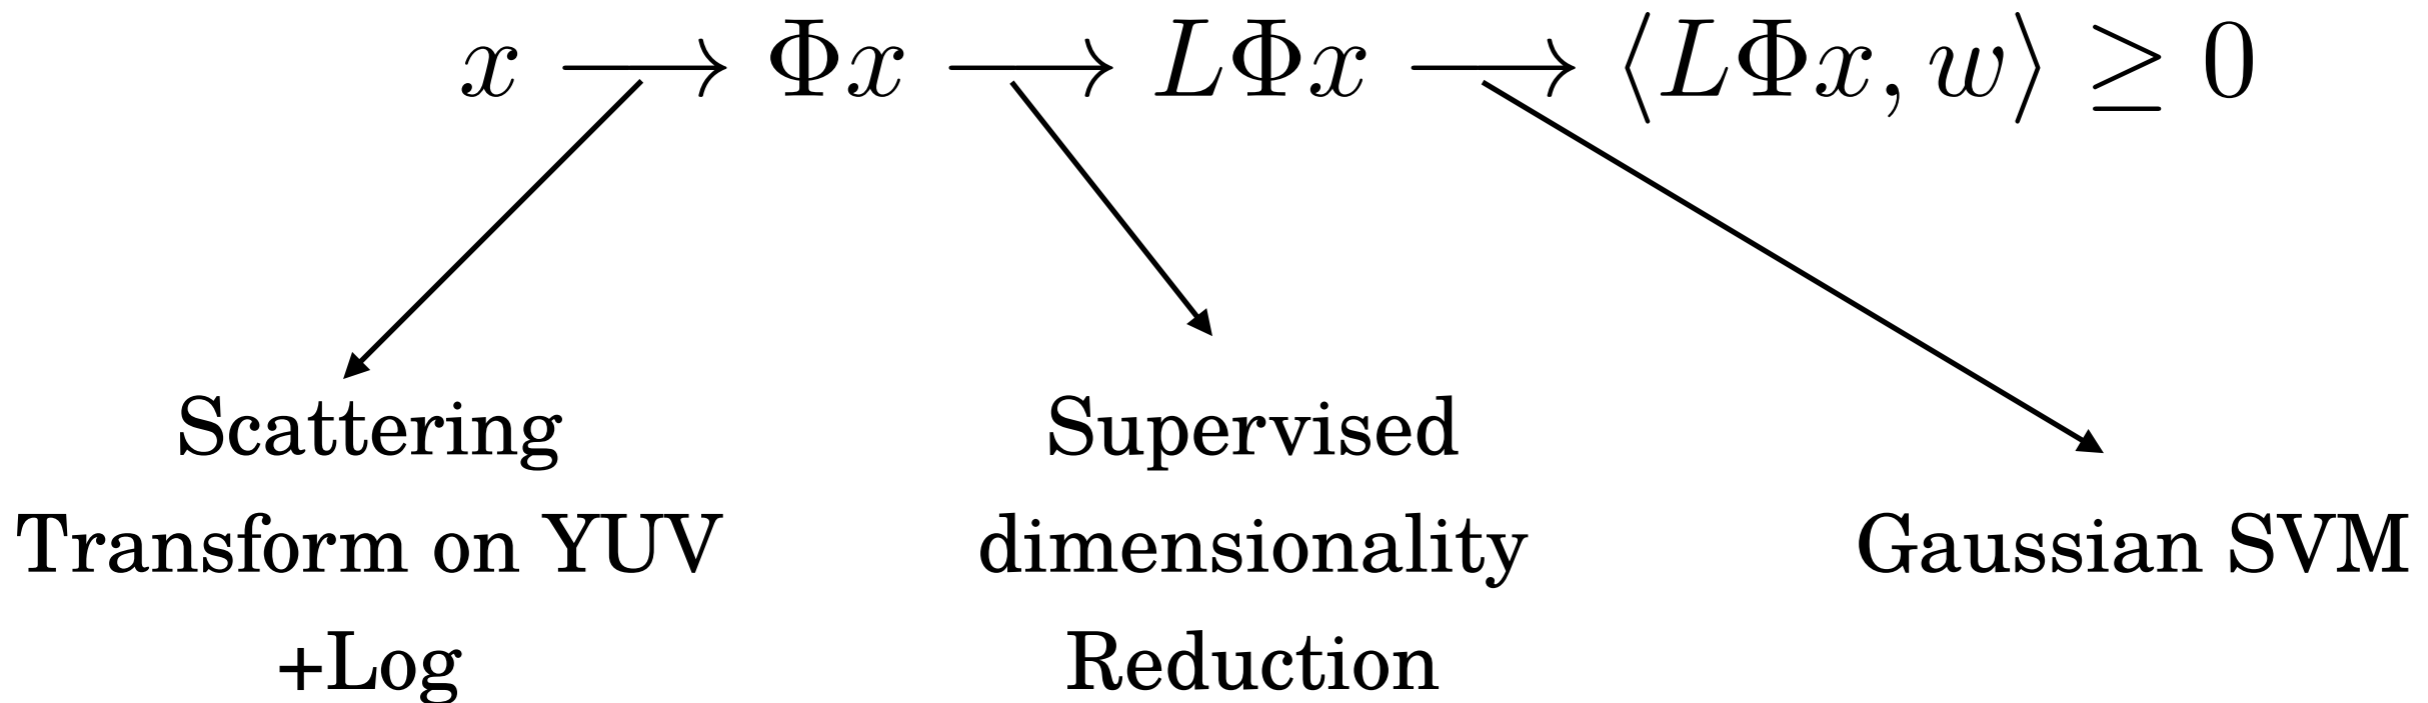 x ⟶ Φx ⟶ LΦx ⟶ ⟨LΦx, w⟩ ≥ 0
Scattering
Transform on YUV
+Log
Supervised
dimensionality
Reduction
Gaussian SVM